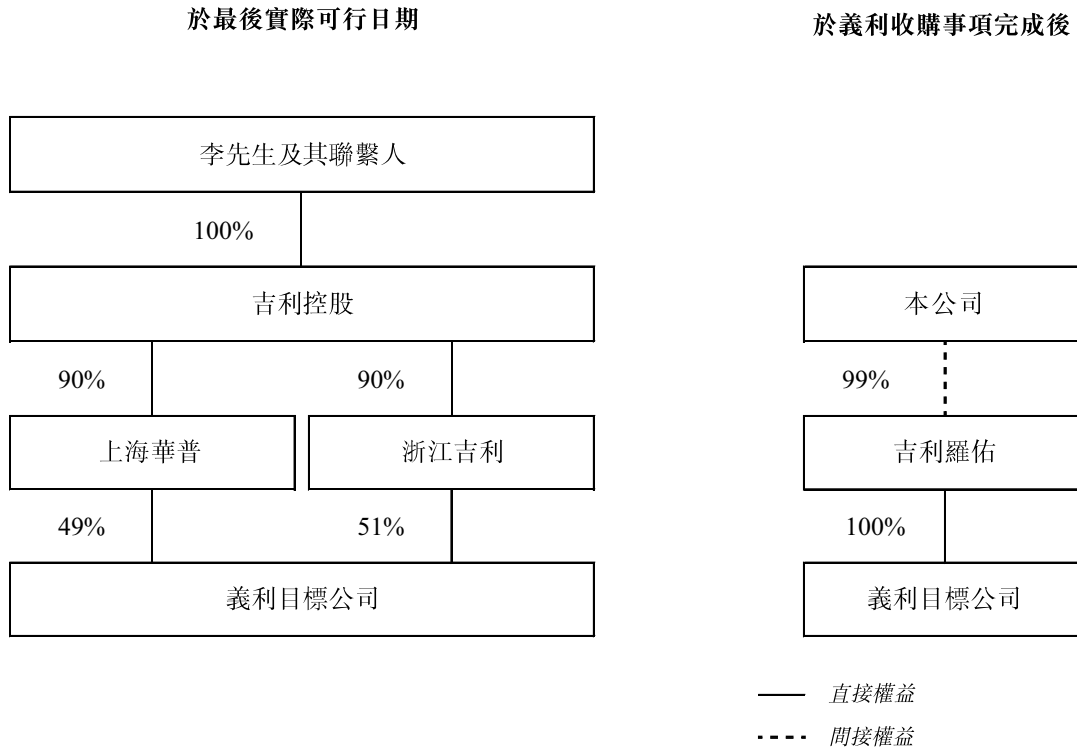 於最後實際可行日期
於義利收購事項完成後
李先生及其聯繫人
100%
吉利控股
本公司
90%
90%
99%
上海華普
浙江吉利
吉利羅佑
49%
51%
100%
義利目標公司
義利目標公司
直接權益
間接權益